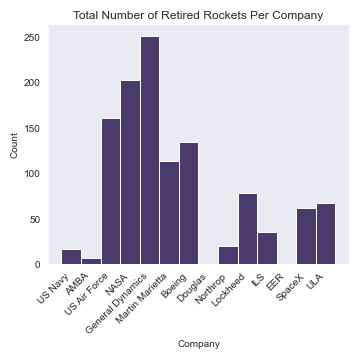 Total Number of Retired Rockets Per Company
250
200
150
100
50
0
Count
US Navy
AMBA
US Air Force
NASA
General Dynamics
Martin Marietta
Boeing
Douglas
Northrop
Lockheed
ILS
EER
SpaceX
ULA
Company